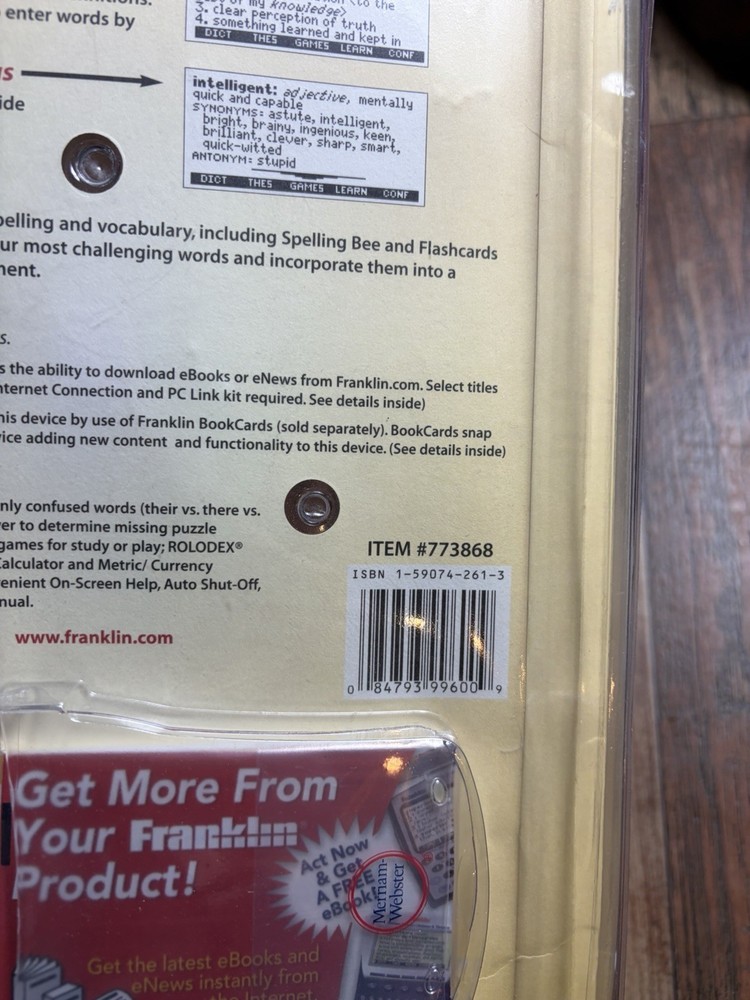 enter words by
of my knowledge>
3. clear perception of truth
4. something learned and kept in
DICT THES GAMES LEARN CONF
intelligent: adjective, mentally
quick and capable
SYNONYMS: astute, intelligent,
bright, brainy, ingenious, keen,
brilliant, clever, sharp, smart,
quick-witted
ANTONYM: stupid
DICT THES GAMES LEARN CONF
ide
pelling and vocabulary, including Spelling Bee and Flashcards
ur most challenging words and incorporate them into a
nent.
s.
s the ability to download eBooks or eNews from Franklin.com. Select titles
nternet Connection and PC Link kit required. See details inside)
his device by use of Franklin BookCards (sold separately). BookCards snap
ice adding new content and functionality to this device. (See details inside)
nly confused words (their vs. there vs.
er to determine missing puzzle
games for study or play; ROLODEX®
Calculator and Metric/ Currency
enient On-Screen Help, Auto Shut-Off,
nual.
www.franklin.com
ITEM #773868
ISBN 1-59074-261-3
0 84793 99600 9
Get More From
Your Franklin
Product!
Act Now
& Get
A FREE
eBook!
Merriam-
Webster
Get the latest eBooks and
eNews instantly from
the Internet.